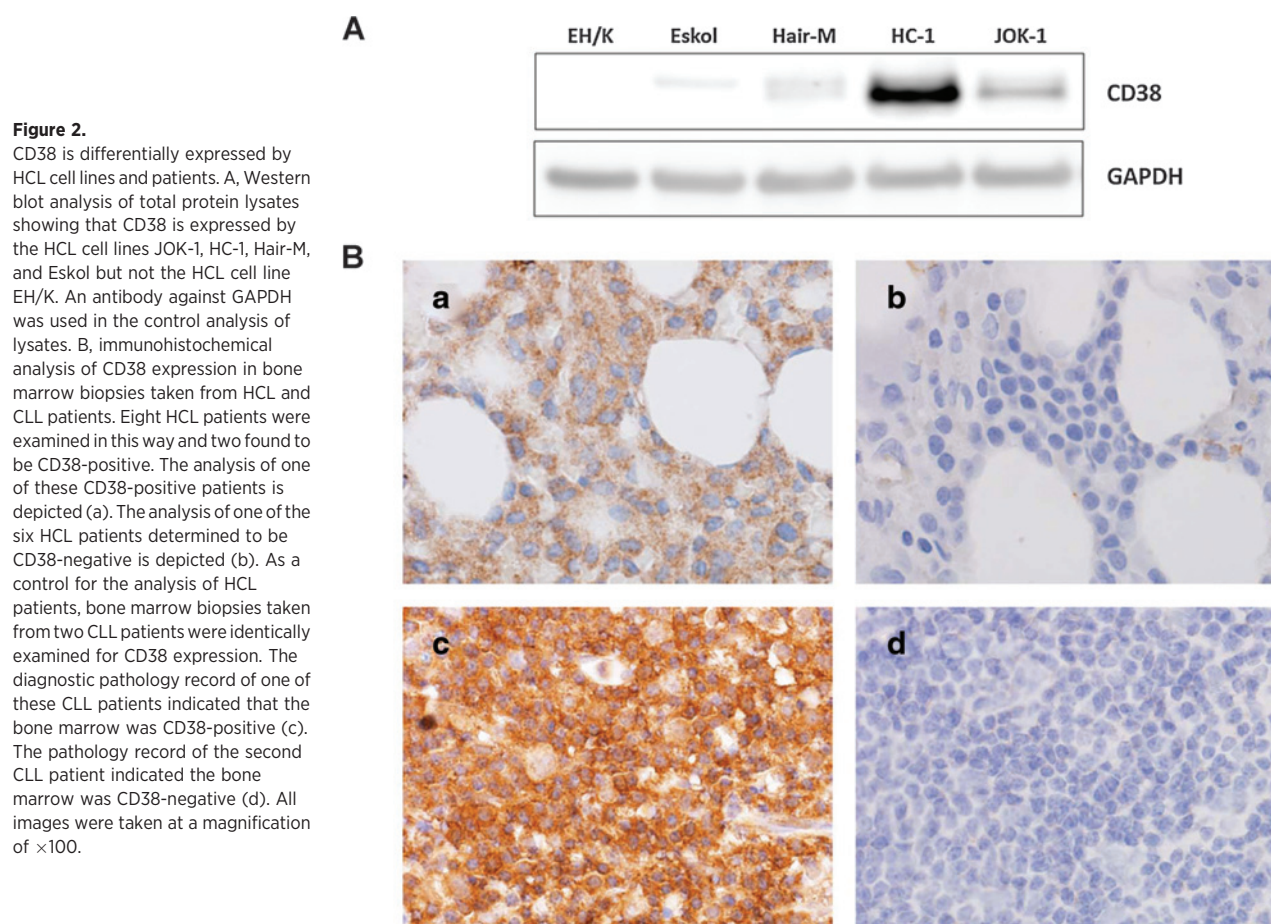 Figure 2.
CD38 is differentially expressed by
HCL cell lines and patients. A, Western
blot analysis of total protein lysates
showing that CD38 is expressed by
the HCL cell lines JOK-1, HC-1, Hair-M,
and Eskol but not the HCL cell line
EH/K. An antibody against GAPDH
was used in the control analysis of
lysates. B, immunohistochemical
analysis of CD38 expression in bone
marrow biopsies taken from HCL and
CLL patients. Eight HCL patients were
examined in this way and two found to
be CD38-positive. The analysis of one
of these CD38-positive patients is
depicted (a). The analysis of one of the
six HCL patients determined to be
CD38-negative is depicted (b). As a
control for the analysis of HCL
patients, bone marrow biopsies taken
from two CLL patients were identically
examined for CD38 expression. The
diagnostic pathology record of one of
these CLL patients indicated that the
bone marrow was CD38-positive (c).
The pathology record of the second
CLL patient indicated the bone
marrow was CD38-negative (d). All
images were taken at a magnification
of ×100.
A
EH/K Eskol Hair-M HC-1 JOK-1
CD38
GAPDH
B
a b
c d